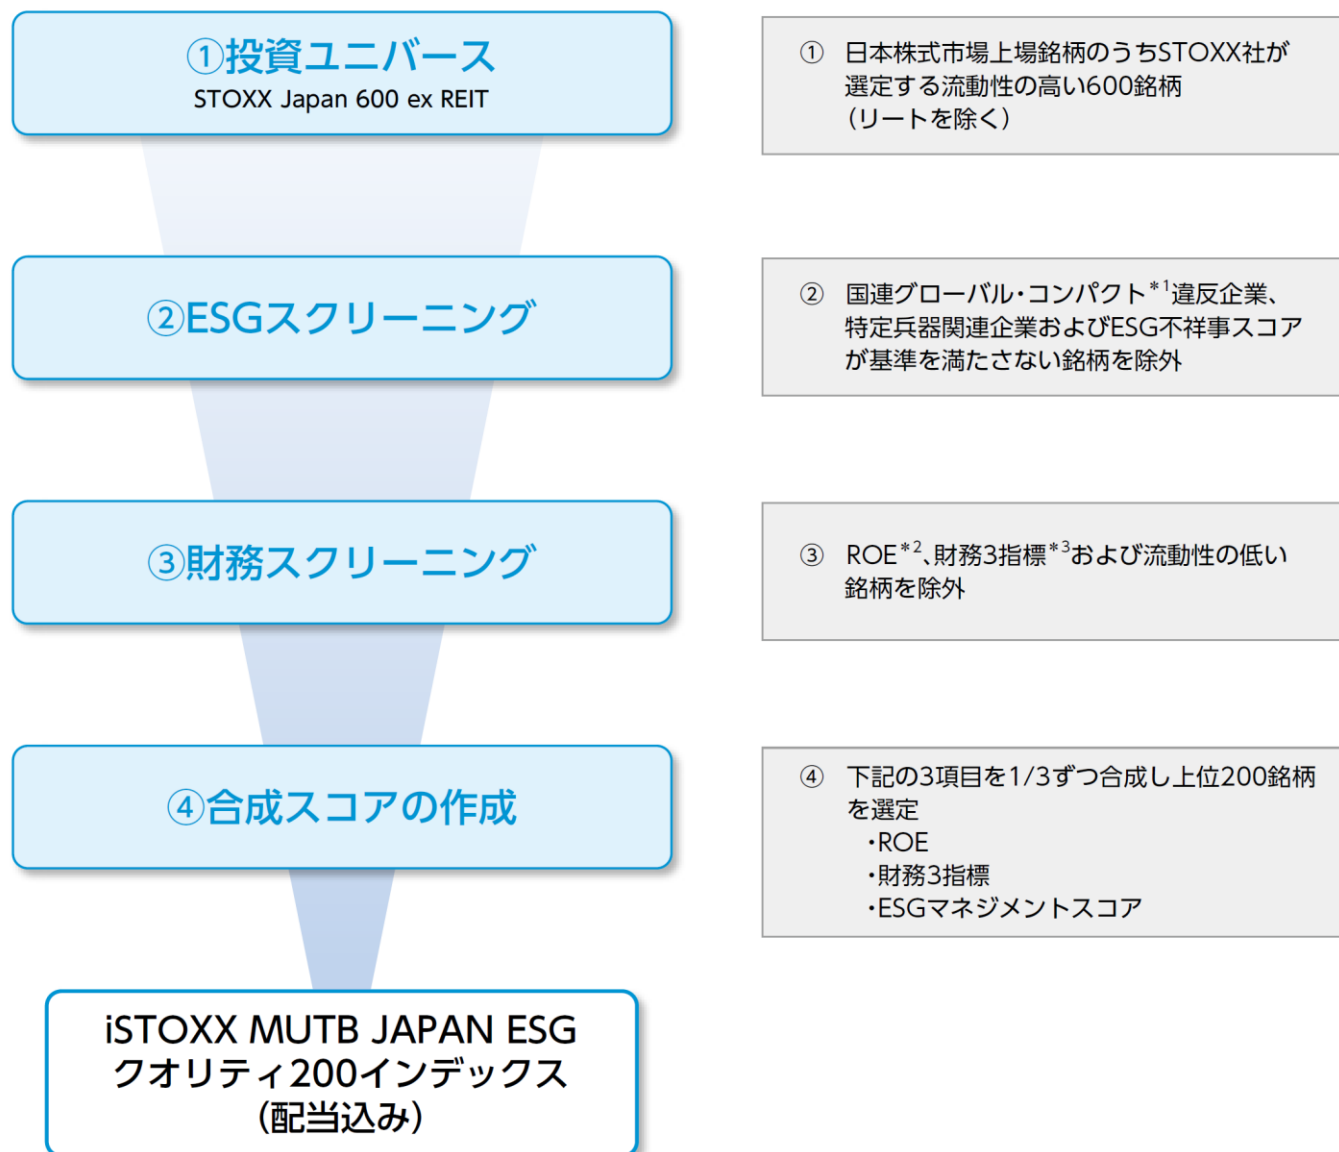 ①投資ユニバース
STOXX Japan 600 ex REIT
① 日本株式市場上場銘柄のうちSTOXX社が
選定する流動性の高い600銘柄
（リートを除く）
②ESGスクリーニング
② 国連グローバル・コンパクト*1違反企業、
特定兵器関連企業およびESG不祥事スコア
が基準を満たさない銘柄を除外
③財務スクリーニング
③ ROE*2、財務3指標*3および流動性の低い
銘柄を除外
④合成スコアの作成
④ 下記の3項目を1/3ずつ合成し上位200銘柄
を選定
・ROE
・財務3指標
・ESGマネジメントスコア
iSTOXX MUTB JAPAN ESG
クオリティ200インデックス
（配当込み）